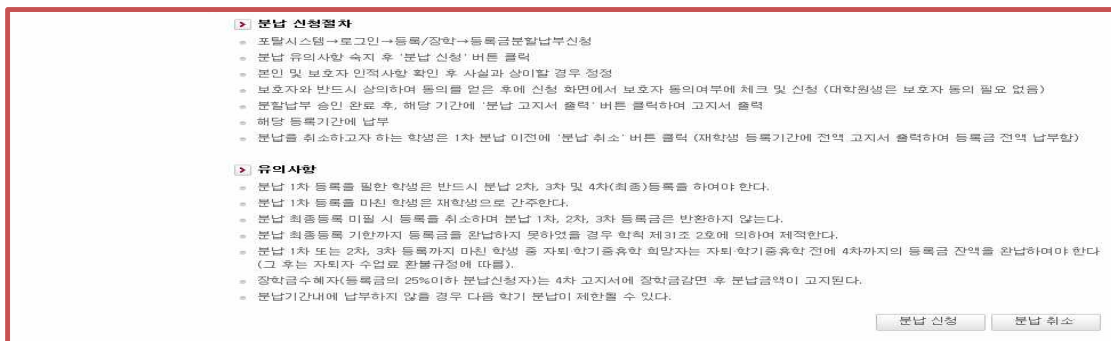 분납 신청절차
포탈시스템→로그인→등록/장학→등록금분할납부신청
분납 유의사항 숙지 후 '분납 신청' 버튼 클릭
본인 및 보호자 인적사항 확인 후 사실과 상이할 경우 정정
보호자와 반드시 상의하여 동의를 얻은 후에 신청 화면에서 보호자 동의여부에 체크 및 신청 (대학원생은 보호자 동의 필요 없음)
분할납부 승인 완료 후, 해당 기간에 '분납 고지서 출력' 버튼 클릭하여 고지서 출력
해당 등록기간에 납부
분납를 취소하고자 하는 학생은 1차 분납 이전에 '분납 취소' 버튼 클릭 (재학생 등록기간에 전액 고지서 출력하여 등록금 전액 납부함)
유의사항
분납 1차 등록을 필한 학생은 반드시 분납 2차, 3차 및 4차(최종)등록을 하여야 한다.
분납 1차 등록을 마친 학생은 재학생으로 간주한다.
분납 최종등록 미필 시 등록을 취소하며 분납 1차, 2차, 3차 등록금은 반환하지 않는다.
분납 최종등록 기한까지 등록금을 완납하지 못하였을 경우 학칙 제31조 2호에 의하여 제적한다.
분납 1차 또는 2차, 3차 등록까지 마친 학생 중 자퇴·학기중휴학 희망자는 자퇴·학기중휴학 전에 4차까지의 등록금 잔액을 완납하여야 한다
(그 후는 자퇴자 수업료 환불규정에 따름).
장학금수혜자(등록금의 25%이하 분납신청자)는 4차 고지서에 장학금감면 후 분납금액이 고지된다.
분납기간내에 납부하지 않을 경우 다음 학기 분납이 제한될 수 있다.
분납 신청 분납 취소